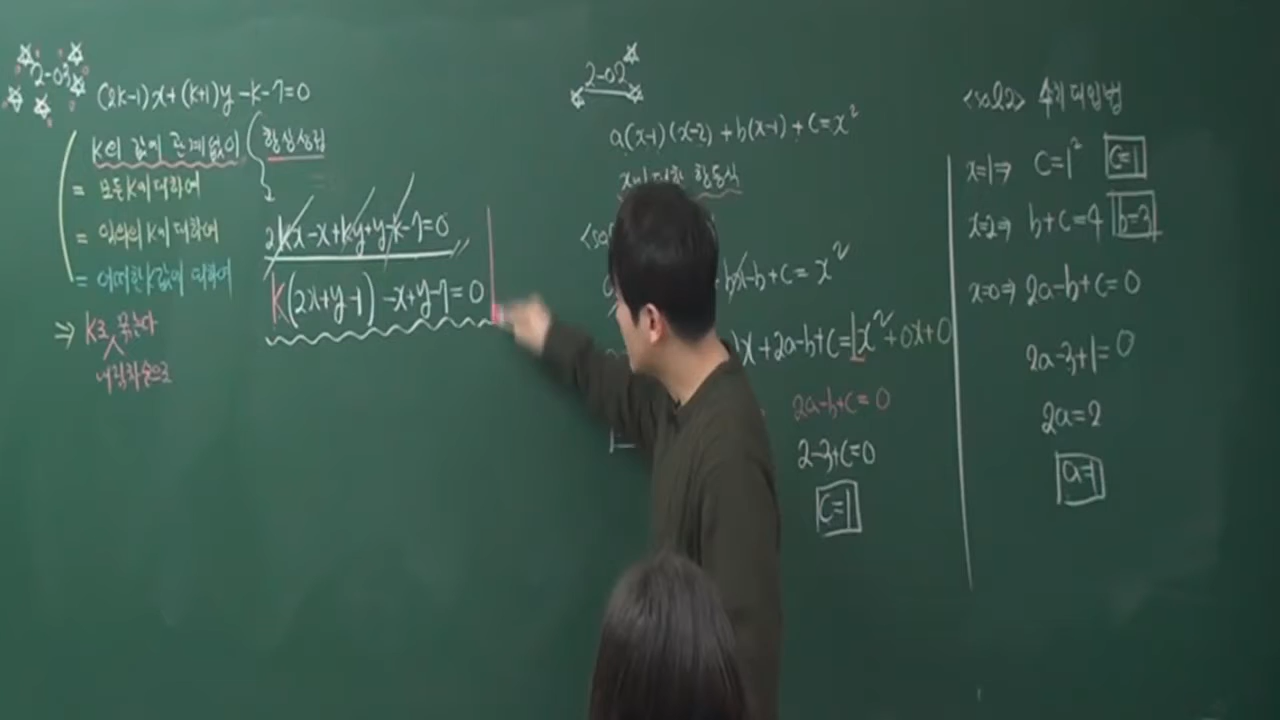 2-03
(2k-1)x+(k+1)y-k-7=0
k의 값에 관계없이 항상성립
= 모든 k에 대하여
= 임의의 k에 대하여
= 어떠한 k값에 대하여
⇒ k로 묶는다
내림차순으로
2kx-x+ky+y-k-7=0
k(2x+y-1)-x+y-7=0
2-02
a(x-1)(x-2)+b(x-1)+c=x²
x에 대한 항등식
bx-b+c=x²
)x+2a-b+c=1x²+0x+0
2a-b+c=0
2-3+c=0
c=1
<sol2> 수치대입법
x=1⇒ c=1² c=1
x=2⇒ b+c=4 b=3
x=0⇒ 2a-b+c=0
2a-3+1=0
2a=2
a=1